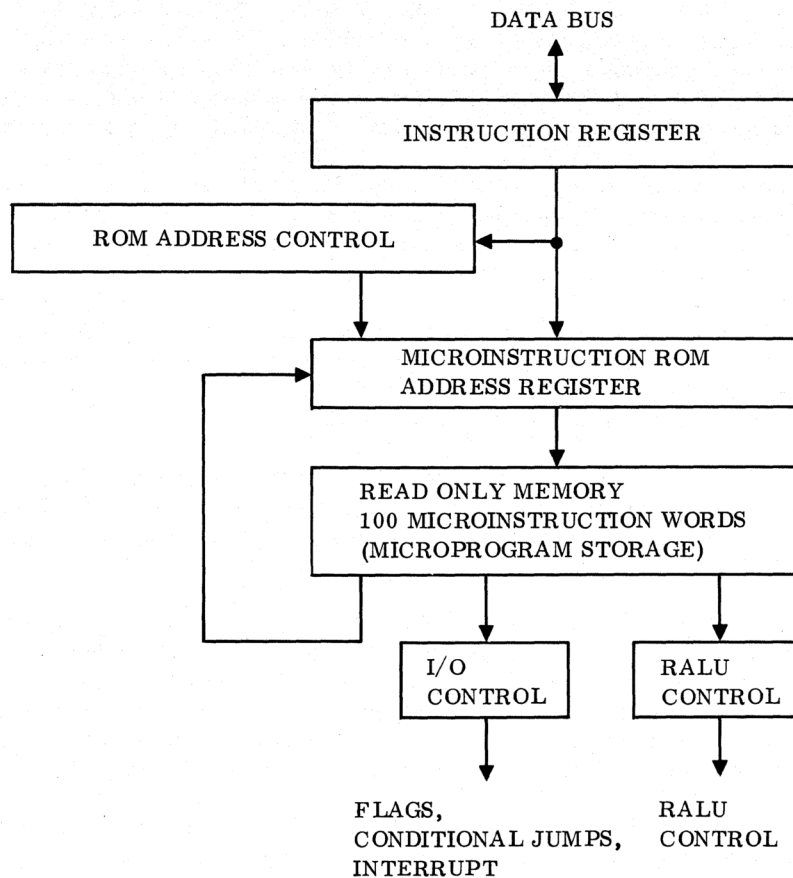 DATA BUS
INSTRUCTION REGISTER
ROM ADDRESS CONTROL
MICROINSTRUCTION ROM
ADDRESS REGISTER
READ ONLY MEMORY
100 MICROINSTRUCTION WORDS
(MICROPROGRAM STORAGE)
I/O
CONTROL
RALU
CONTROL
FLAGS,
CONDITIONAL JUMPS,
INTERRUPT
RALU
CONTROL